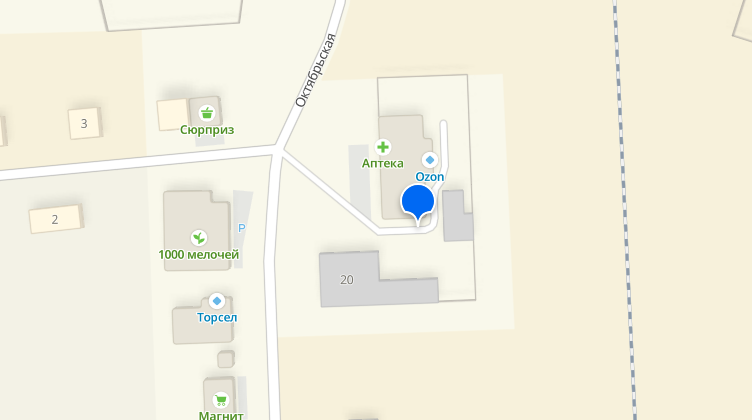 Октябрьская
3
Сюрприз
Аптека
Ozon
2
P
1000 мелочей
20
Торсел
Магнит